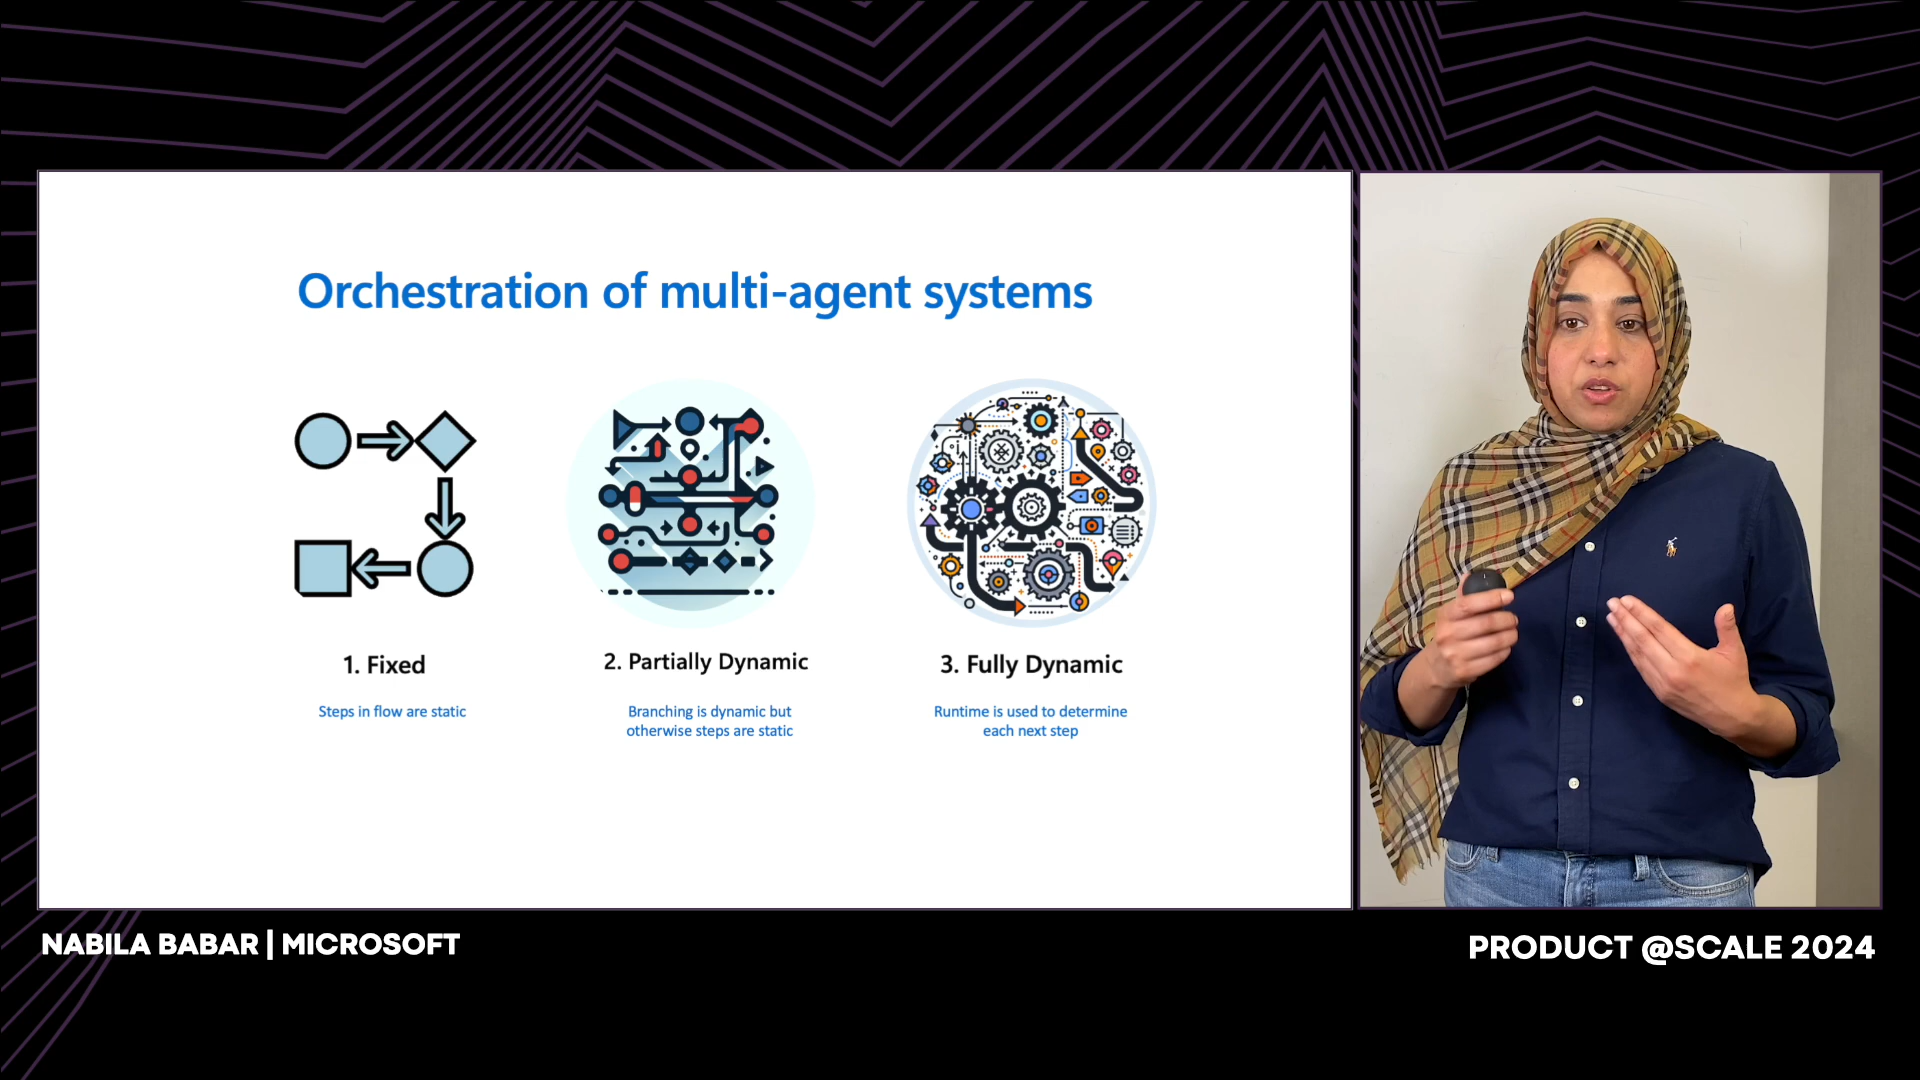 Orchestration of multi-agent systems
1. Fixed
Steps in flow are static
2. Partially Dynamic
Branching is dynamic but
otherwise steps are static
3. Fully Dynamic
Runtime is used to determine
each next step
NABILA BABAR | MICROSOFT
PRODUCT @SCALE 2024